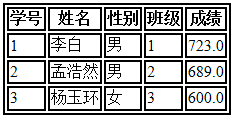 学号 姓名 性别 班级 成绩
1 李白 男 1 723.0
2 孟浩然 男 2 689.0
3 杨玉环 女 3 600.0